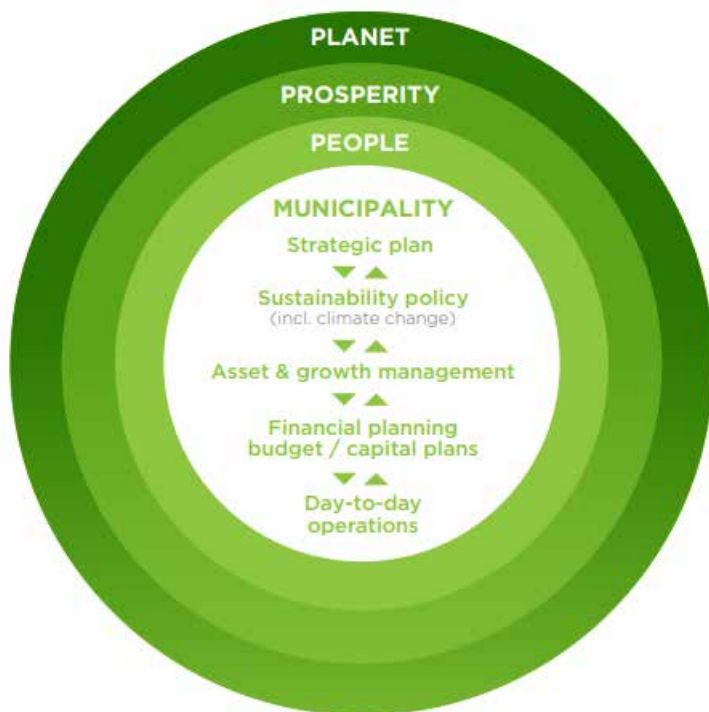 PLANET
PROSPERITY
PEOPLE
MUNICIPALITY
Strategic plan
Sustainability policy
(incl. climate change)
Asset & growth management
Financial planning
budget / capital plans
Day-to-day
operations